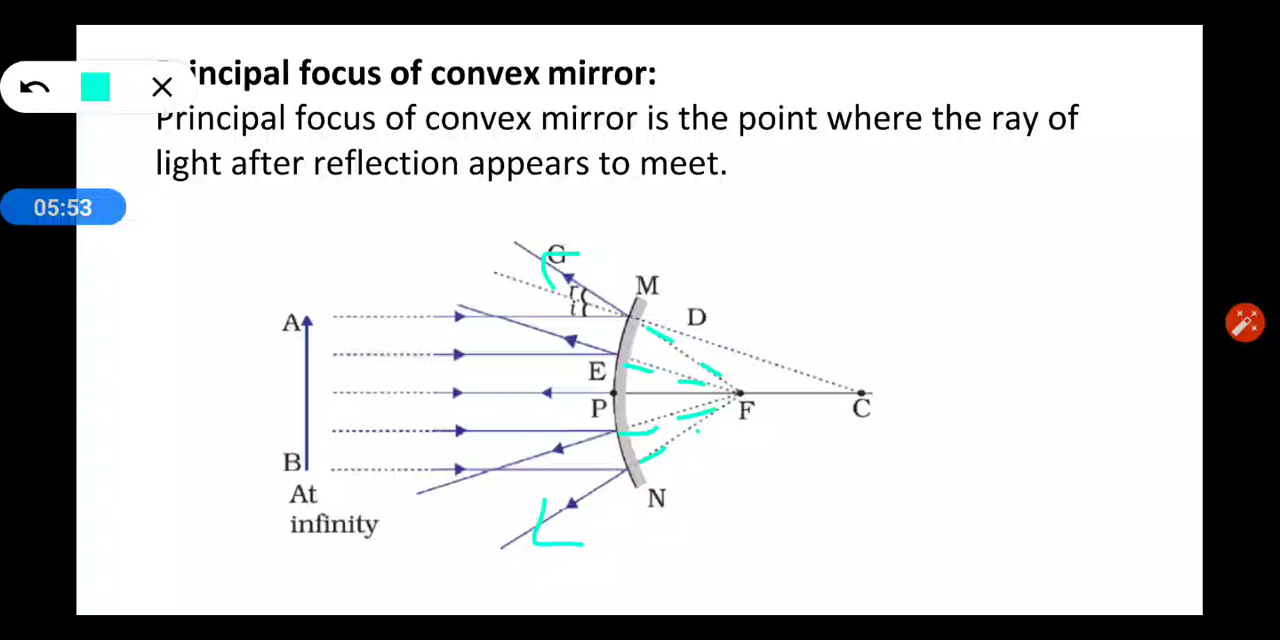 incipal focus of convex mirror:
Principal focus of convex mirror is the point where the ray of
light after reflection appears to meet.
05:53
G
M
r
i
D
A
E
P
F
C
B
At
infinity
N